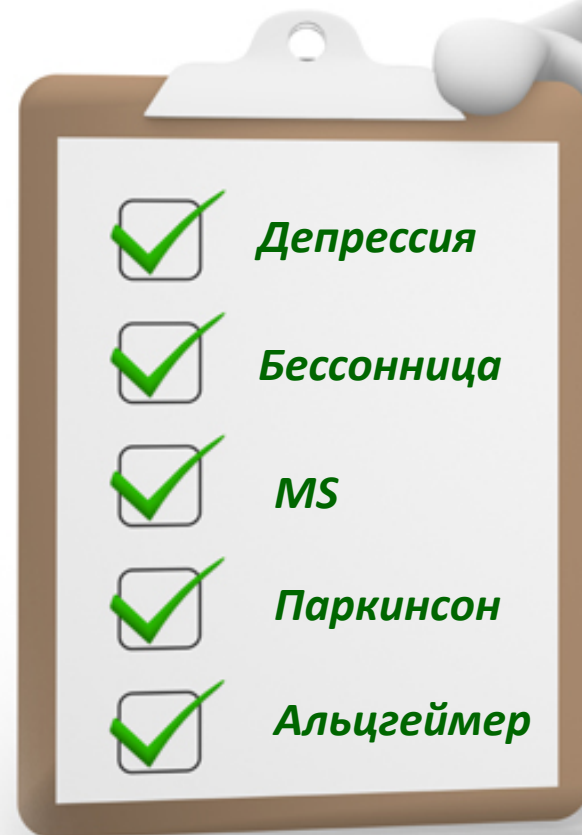 Депрессия
Бессонница
MS
Паркинсон
Альцгеймер